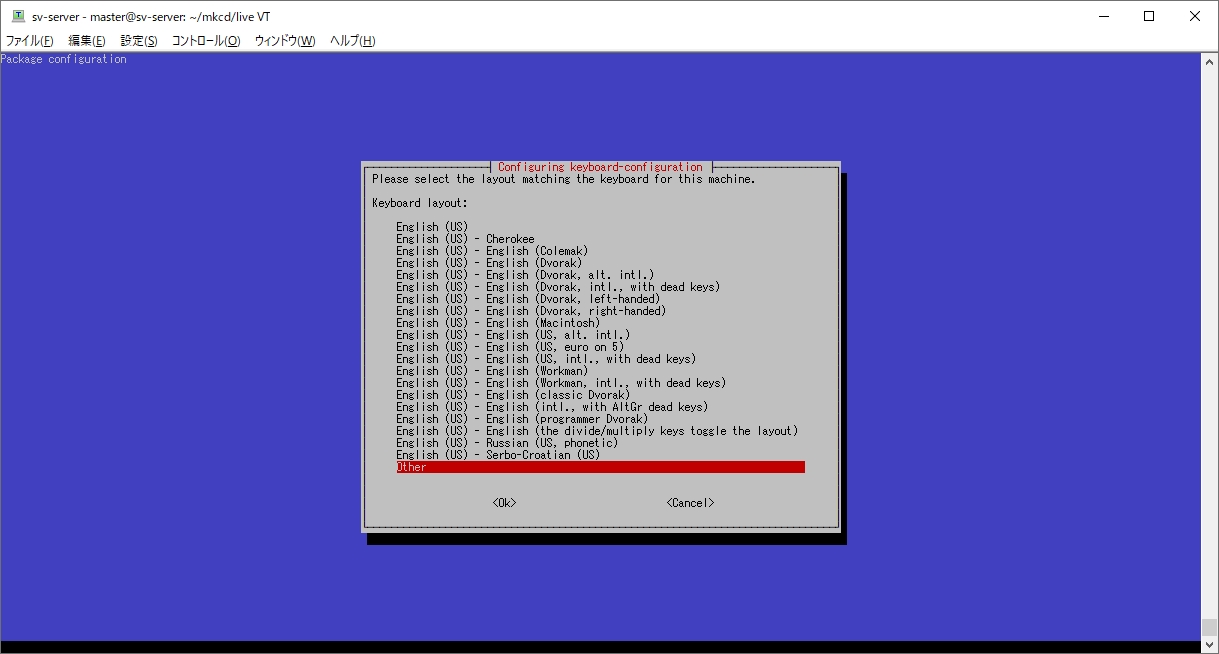 sv-server - master@sv-server: ~/mkcd/live VT
ファイル(F) 編集(E) 設定(S) コントロール(O) ウィンドウ(W) ヘルプ(H)
Package configuration
Configuring keyboard-configuration
Please select the layout matching the keyboard for this machine.
Keyboard layout:
English (US)
English (US) - Cherokee
English (US) - English (Colemak)
English (US) - English (Dvorak)
English (US) - English (Dvorak, alt. intl.)
English (US) - English (Dvorak, intl., with dead keys)
English (US) - English (Dvorak, left-handed)
English (US) - English (Dvorak, right-handed)
English (US) - English (Macintosh)
English (US) - English (US, alt. intl.)
English (US) - English (US, euro on 5)
English (US) - English (US, intl., with dead keys)
English (US) - English (Workman)
English (US) - English (Workman, intl., with dead keys)
English (US) - English (classic Dvorak)
English (US) - English (intl., with AltGr dead keys)
English (US) - English (programmer Dvorak)
English (US) - English (the divide/multiply keys toggle the layout)
English (US) - Russian (US, phonetic)
English (US) - Serbo-Croatian (US)
Other
<Ok> <Cancel>